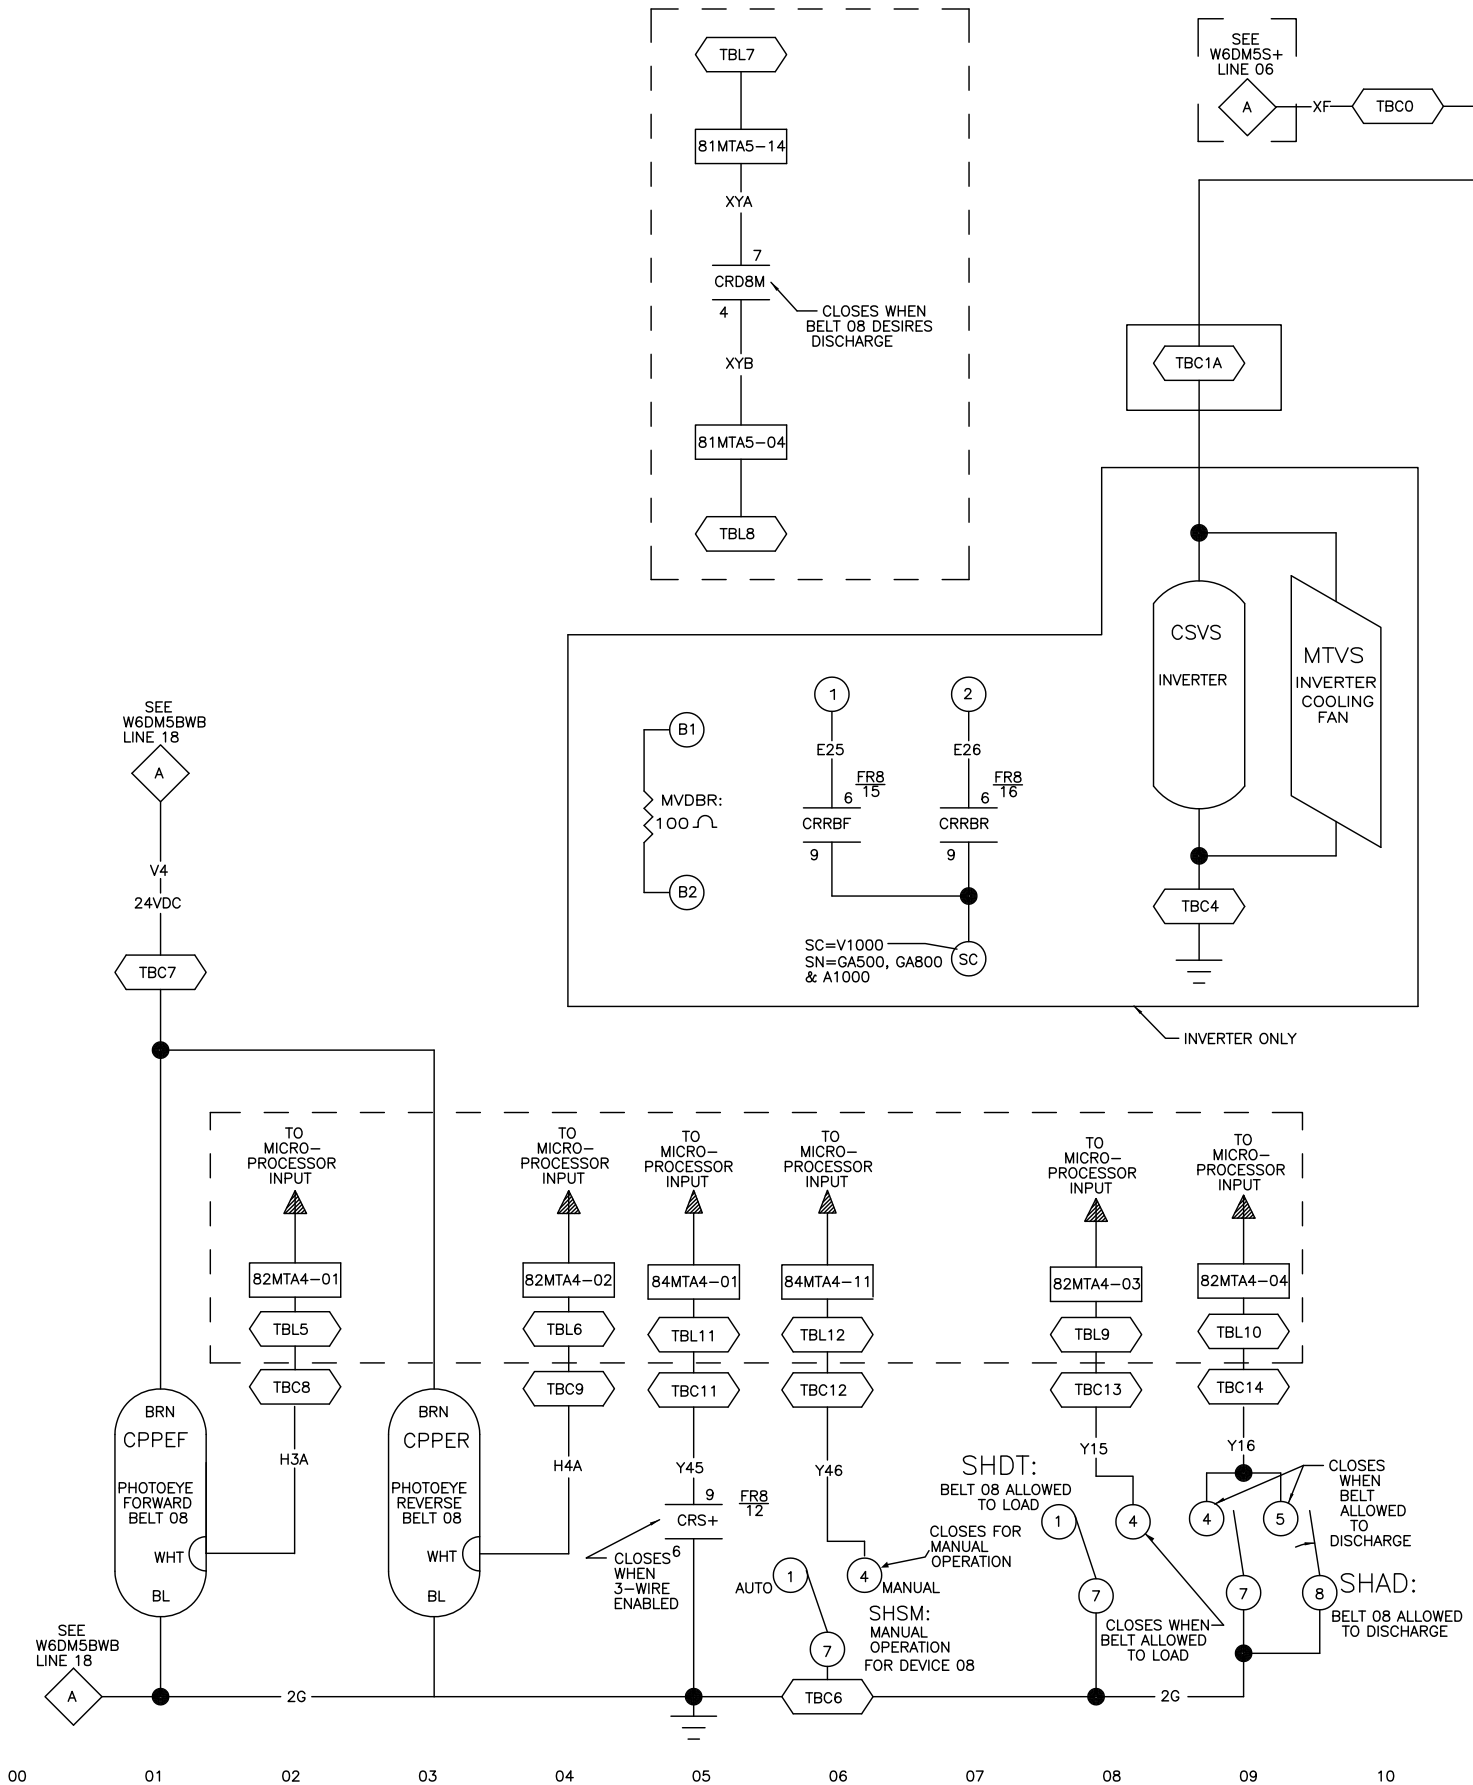 TBL7
81MTA5-14
XYA
7
CRD8M
4
CLOSES WHEN
BELT 08 DESIRES
DISCHARGE
XYB
81MTA5-04
TBL8
SEE
W6DM5S+
LINE 06
A
XF
TBC0
TBC1A
CSVS
INVERTER
MTVS
INVERTER
COOLING
FAN
TBC4
B1
MVDBR:
100
B2
1
E25
FR8
15
6
CRRBF
9
2
E26
FR8
16
6
CRRBR
9
SC=V1000
SN=GA500, GA800
& A1000
SC
INVERTER ONLY
SEE
W6DM5BWB
LINE 18
A
V4
24VDC
TBC7
TO
MICRO-
PROCESSOR
INPUT
82MTA4-01
TBL5
TBC8
H3A
TO
MICRO-
PROCESSOR
INPUT
82MTA4-02
TBL6
TBC9
H4A
TO
MICRO-
PROCESSOR
INPUT
84MTA4-01
TBL11
TBC11
Y45
9
FR8
12
CRS+
6
CLOSES
WHEN
3-WIRE
ENABLED
TO
MICRO-
PROCESSOR
INPUT
84MTA4-11
TBL12
TBC12
Y46
TO
MICRO-
PROCESSOR
INPUT
82MTA4-03
TBL9
TBC13
Y15
TO
MICRO-
PROCESSOR
INPUT
82MTA4-04
TBL10
TBC14
Y16
BRN
CPPEF
PHOTOEYE
FORWARD
BELT 08
WHT
BL
BRN
CPPER
PHOTOEYE
REVERSE
BELT 08
WHT
BL
AUTO
1
4
MANUAL
CLOSES FOR
MANUAL
OPERATION
7
SHSM:
MANUAL
OPERATION
FOR DEVICE 08
SHDT:
BELT 08 ALLOWED
TO LOAD
1
4
7
CLOSES WHEN
BELT ALLOWED
TO LOAD
4
5
7
8
CLOSES
WHEN
BELT
ALLOWED
TO
DISCHARGE
SHAD:
BELT 08 ALLOWED
TO DISCHARGE
SEE
W6DM5BWB
LINE 18
A
2G
TBC6
2G
00 01 02 03 04 05 06 07 08 09 10